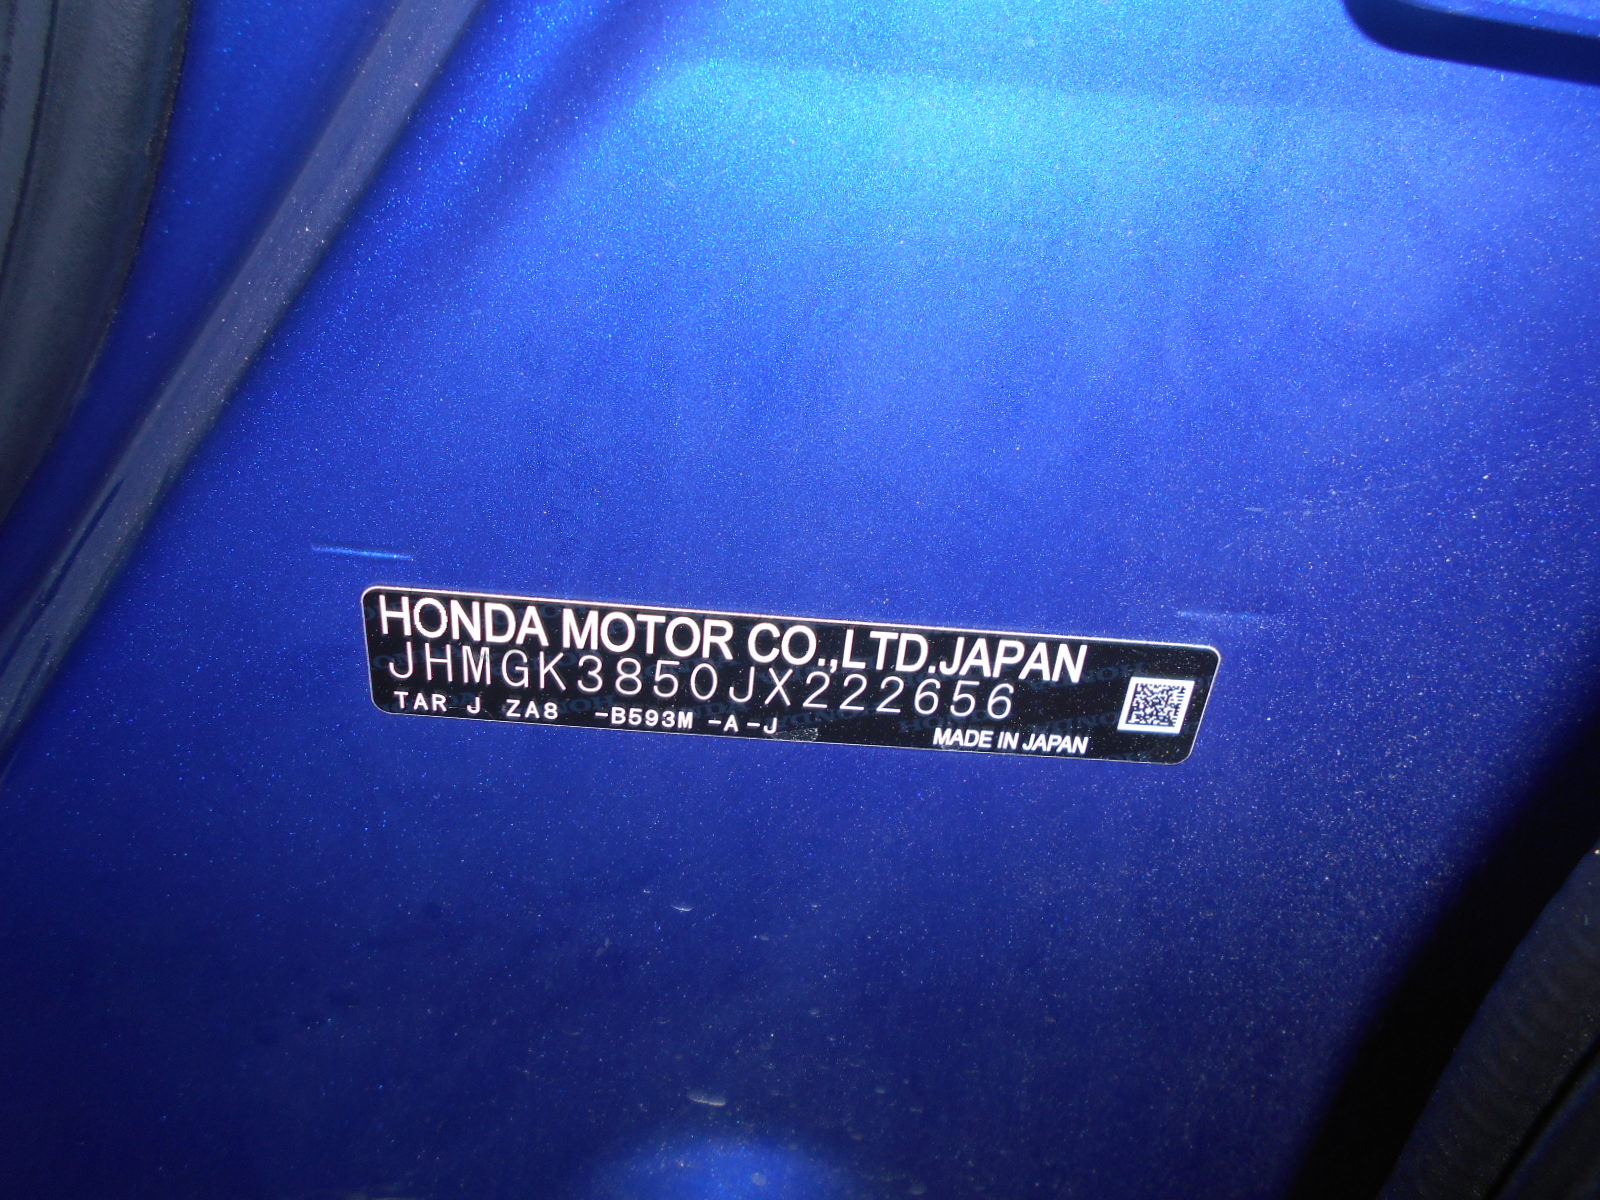 HONDA MOTOR CO.,LTD.JAPAN
JHMGK3850JX222656
TAR J ZA8 -B593M -A-J
MADE IN JAPAN